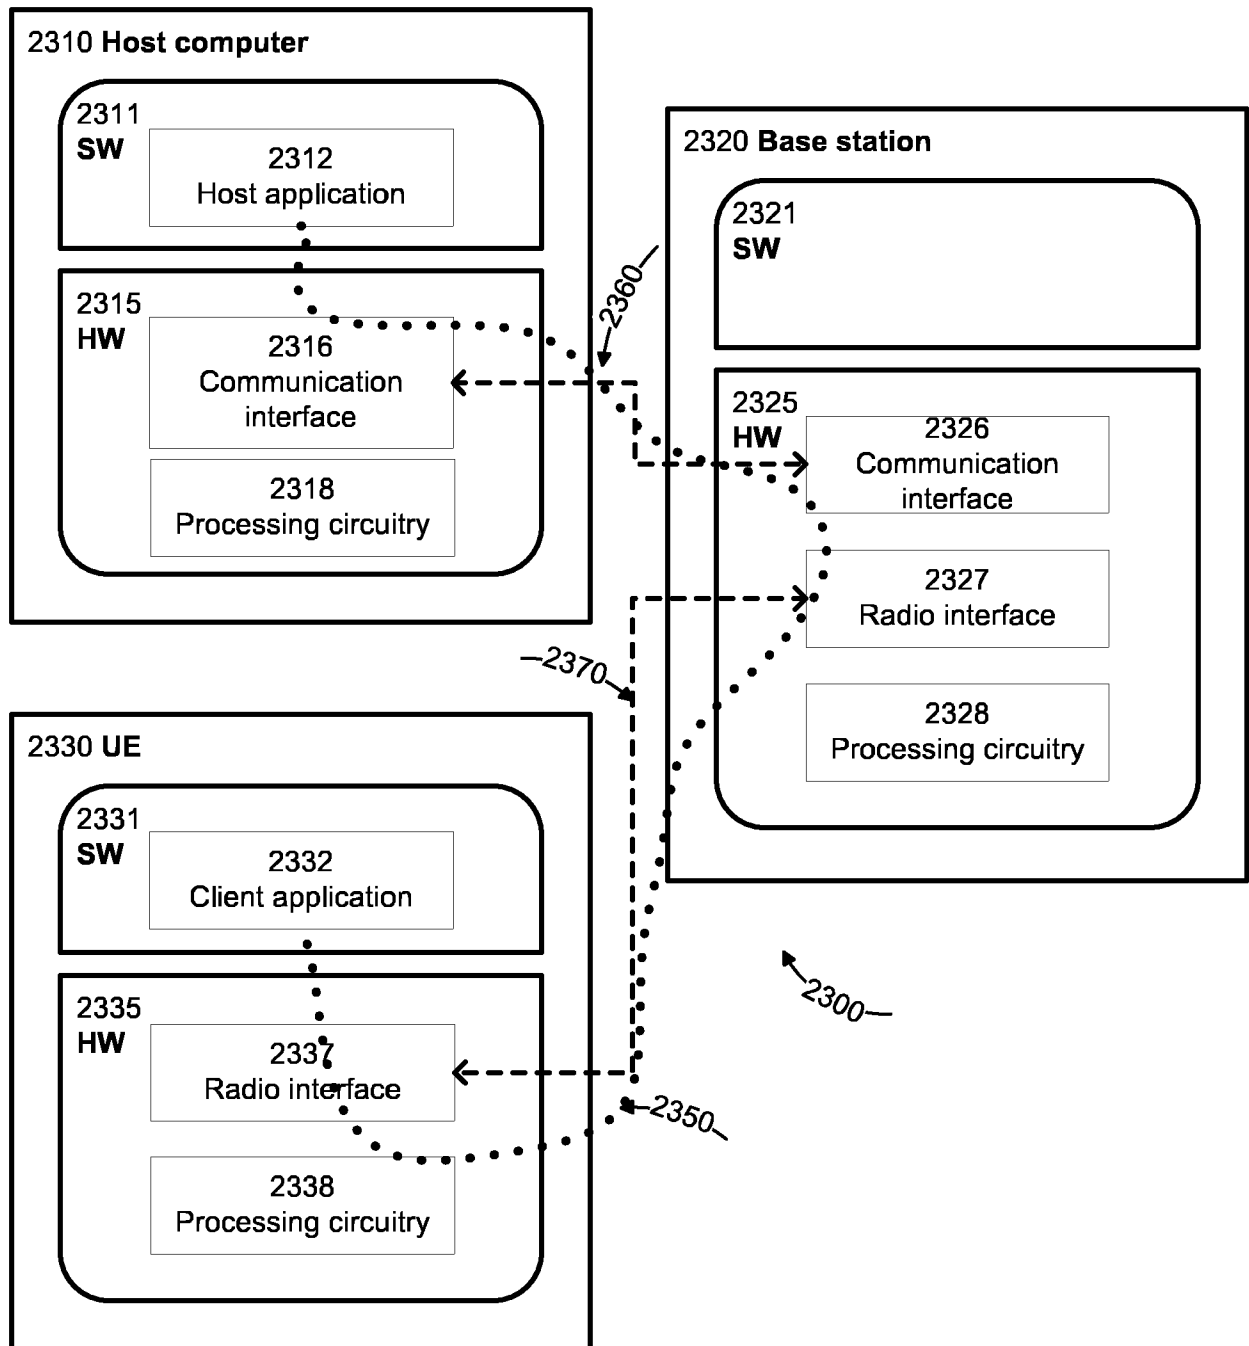 2310 Host computer
2311
SW
2312
Host application
2315
HW
2316
Communication
interface
2318
Processing circuitry
2360
2320 Base station
2321
SW
2325
HW
2326
Communication
interface
2327
Radio interface
2328
Processing circuitry
2370
2330 UE
2331
SW
2332
Client application
2335
HW
2337
Radio interface
2338
Processing circuitry
2300
2350